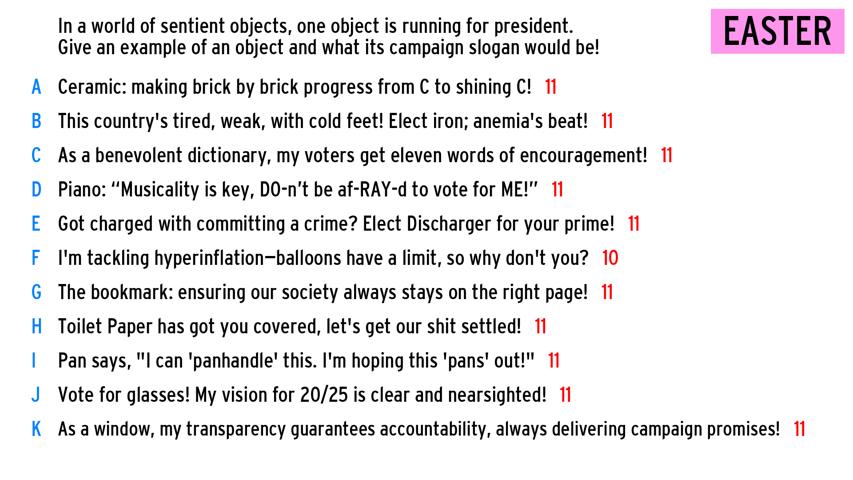 In a world of sentient objects, one object is running for president.
Give an example of an object and what its campaign slogan would be!
EASTER
A Ceramic: making brick by brick progress from C to shining C! 11
B This country's tired, weak, with cold feet! Elect iron; anemia's beat! 11
C As a benevolent dictionary, my voters get eleven words of encouragement! 11
D Piano: “Musicality is key, DO-n’t be af-RAY-d to vote for ME!” 11
E Got charged with committing a crime? Elect Discharger for your prime! 11
F I'm tackling hyperinflation—balloons have a limit, so why don't you? 10
G The bookmark: ensuring our society always stays on the right page! 11
H Toilet Paper has got you covered, let's get our shit settled! 11
I Pan says, "I can 'panhandle' this. I'm hoping this 'pans' out!" 11
J Vote for glasses! My vision for 20/25 is clear and nearsighted! 11
K As a window, my transparency guarantees accountability, always delivering campaign promises! 11